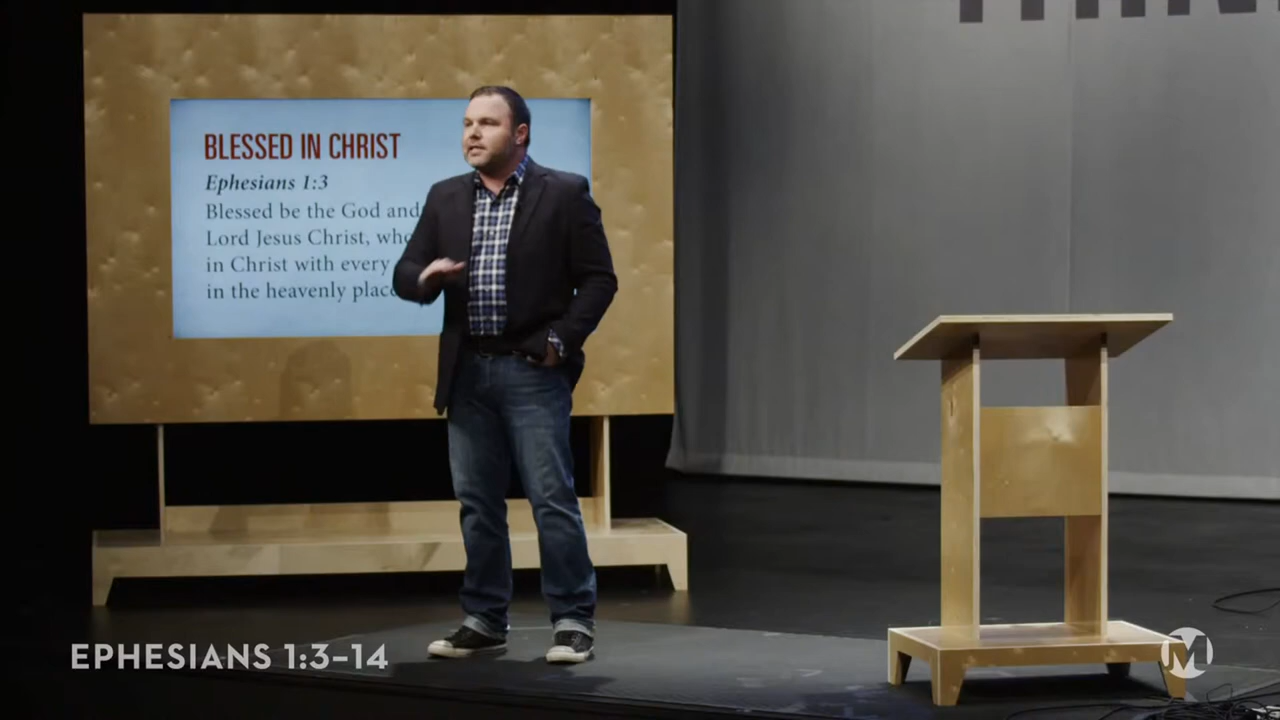 BLESSED IN CHRIST
Ephesians 1:3
Blessed be the God and
Lord Jesus Christ, who
in Christ with every
in the heavenly place
EPHESIANS 1:3–14
M